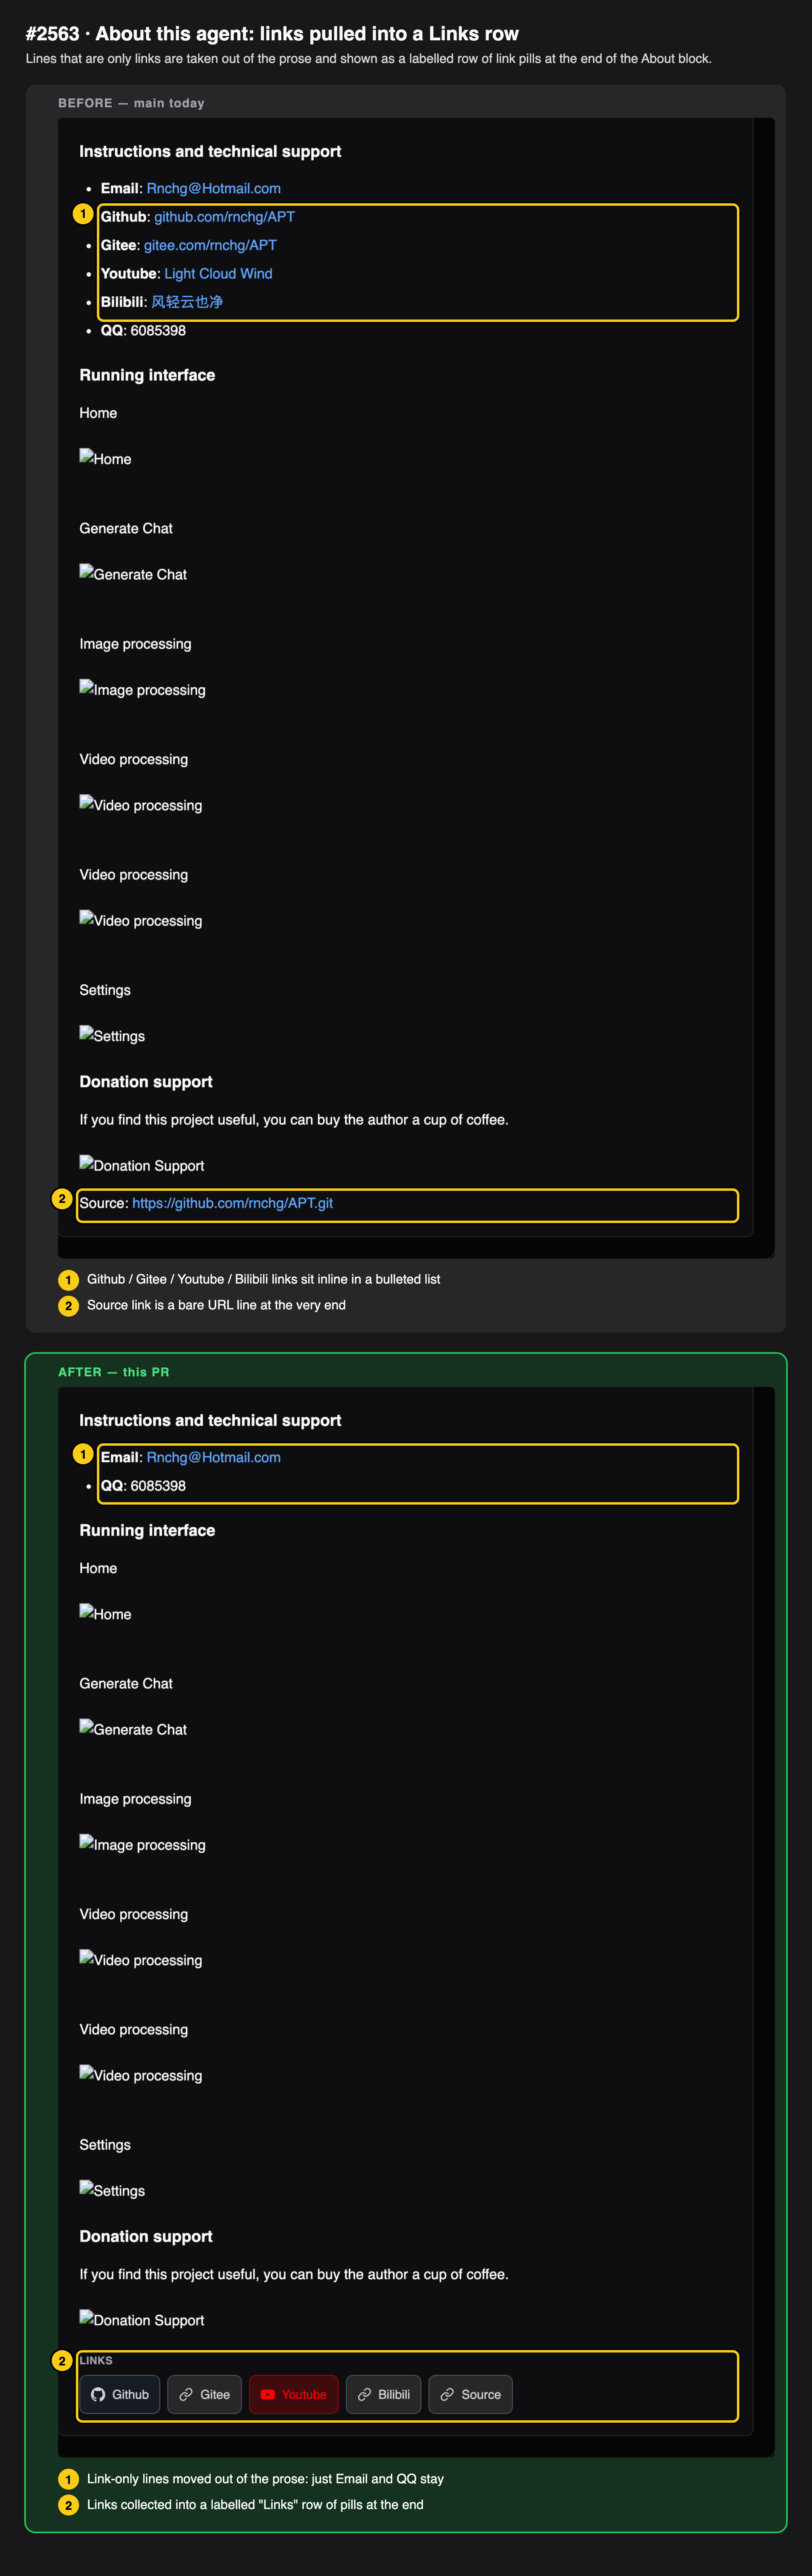 #2563 · About this agent: links pulled into a Links row
Lines that are only links are taken out of the prose and shown as a labelled row of link pills at the end of the About block.
BEFORE — main today
Instructions and technical support
• Email: Rnchg@Hotmail.com
1 Github: github.com/rnchg/APT
• Gitee: gitee.com/rnchg/APT
• Youtube: Light Cloud Wind
• Bilibili: 风轻云也净
• QQ: 6085398
Running interface
Home
Home
Generate Chat
Generate Chat
Image processing
Image processing
Video processing
Video processing
Video processing
Video processing
Settings
Settings
Donation support
If you find this project useful, you can buy the author a cup of coffee.
Donation Support
2 Source: https://github.com/rnchg/APT.git
1 Github / Gitee / Youtube / Bilibili links sit inline in a bulleted list
2 Source link is a bare URL line at the very end
AFTER — this PR
Instructions and technical support
1 Email: Rnchg@Hotmail.com
• QQ: 6085398
Running interface
Home
Home
Generate Chat
Generate Chat
Image processing
Image processing
Video processing
Video processing
Video processing
Video processing
Settings
Settings
Donation support
If you find this project useful, you can buy the author a cup of coffee.
Donation Support
2 LINKS
Github Gitee Youtube Bilibili Source
1 Link-only lines moved out of the prose: just Email and QQ stay
2 Links collected into a labelled "Links" row of pills at the end